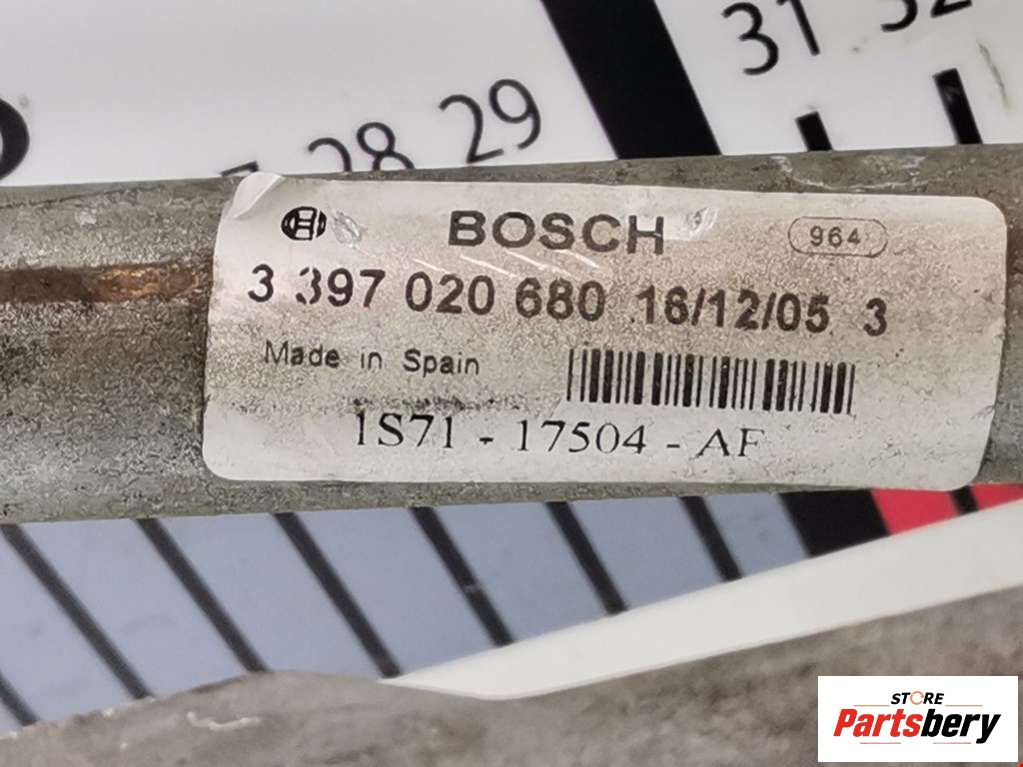 31 32
28 29
BOSCH 964
3 397 020 680 16/12/05 3
Made in Spain
1S71 - 17504 - AF
STORE
Partsbery